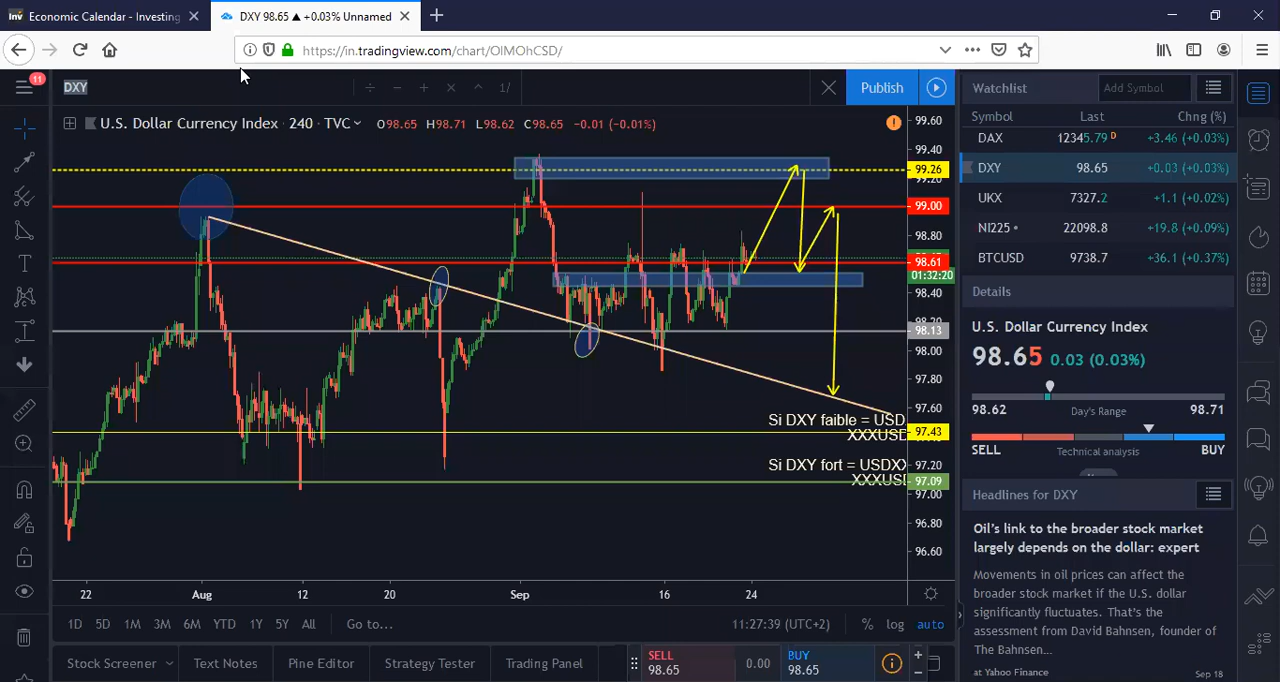 Economic Calendar - Investing
DXY 98.65 ▲ +0.03% Unnamed
https://in.tradingview.com/chart/OIMOhCSD/
11
DXY
÷ − + × ^ 1/
Publish
U.S. Dollar Currency Index · 240 · TVC
O98.65 H98.71 L98.62 C98.65 −0.01 (−0.01%)
99.60
99.40
99.26
99.20
99.00
98.80
98.61
01:32:20
98.40
98.20
98.13
98.00
97.80
97.60
97.43
97.20
97.09
97.00
96.80
96.60
Si DXY faible = USD
XXXUSD
Si DXY fort = USDXX
XXXUSD
22 Aug 12 20 Sep 16 24
1D 5D 1M 3M 6M YTD 1Y 5Y All Go to...
11:27:39 (UTC+2) % log auto
Stock Screener Text Notes Pine Editor Strategy Tester Trading Panel
SELL
98.65
0.00
BUY
98.65
Watchlist
Add Symbol
Symbol Last Chng (%)
DAX 12345.79 D +3.46 (+0.03%)
DXY 98.65 +0.03 (+0.03%)
UKX 7327.2 +1.1 (+0.02%)
NI225 22098.8 +19.8 (+0.09%)
BTCUSD 9738.7 +36.1 (+0.37%)
Details
U.S. Dollar Currency Index
98.65 0.03 (0.03%)
98.62 Day's Range 98.71
SELL Technical analysis BUY
Headlines for DXY
Oil's link to the broader stock market
largely depends on the dollar: expert
Movements in oil prices can affect the
broader stock market if the U.S. dollar
significantly fluctuates. That's the
assessment from David Bahnsen, founder of
The Bahnsen...
at Yahoo Finance Sep 18